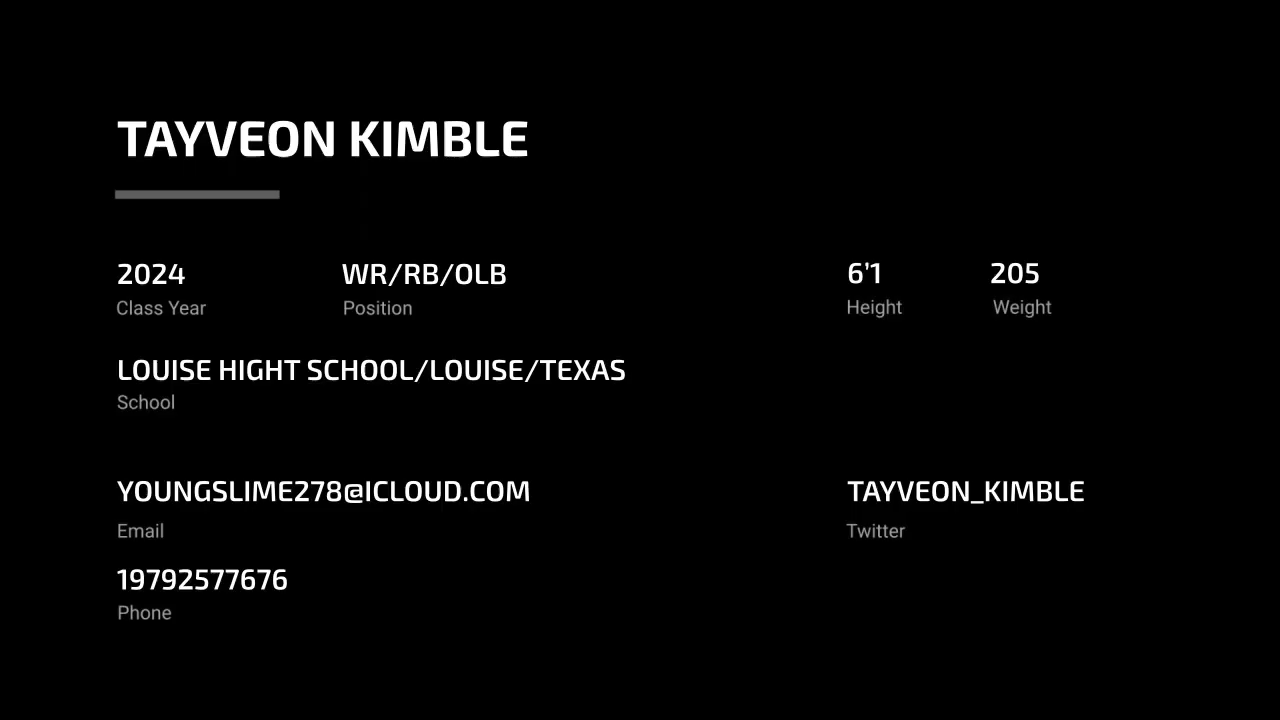 TAYVEON KIMBLE
2024 WR/RB/OLB 6'1 205
Class Year Position Height Weight
LOUISE HIGHT SCHOOL/LOUISE/TEXAS
School
YOUNGSLIME278@ICLOUD.COM TAYVEON_KIMBLE
Email Twitter
19792577676
Phone